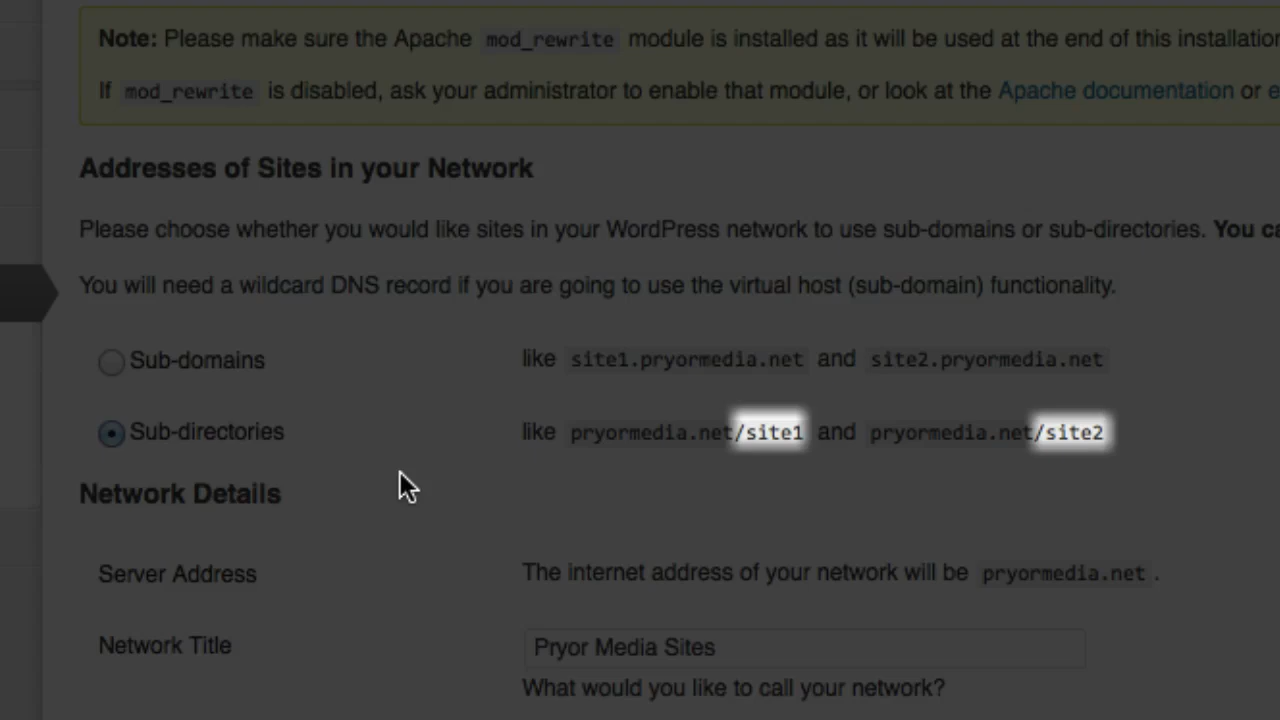 Note: Please make sure the Apache mod_rewrite module is installed as it will be used at the end of this installation
If mod_rewrite is disabled, ask your administrator to enable that module, or look at the Apache documentation or
Addresses of Sites in your Network
Please choose whether you would like sites in your WordPress network to use sub-domains or sub-directories. You
You will need a wildcard DNS record if you are going to use the virtual host (sub-domain) functionality.
Sub-domains like site1.pryormedia.net and site2.pryormedia.net
Sub-directories like pryormedia.net/site1 and pryormedia.net/site2
Network Details
Server Address The internet address of your network will be pryormedia.net .
Network Title Pryor Media Sites
What would you like to call your network?